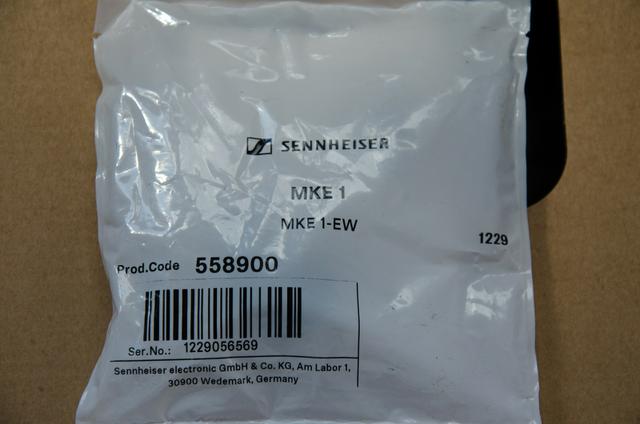 SENNHEISER
MKE 1
MKE 1-EW
1229
Prod.Code 558900
Ser.No.: 1229056569
Sennheiser electronic GmbH & Co. KG, Am Labor 1,
30900 Wedemark, Germany